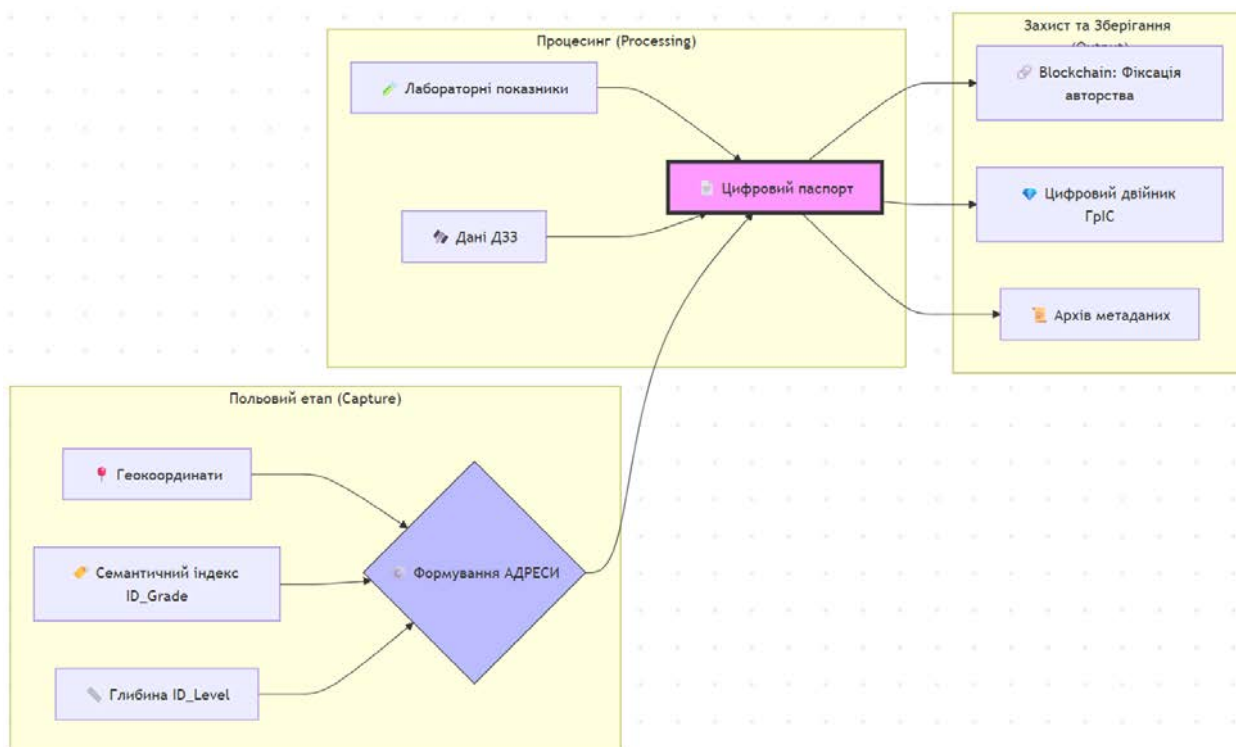 Процесинг (Processing)
Лабораторні показники
Дані ДЗЗ
Цифровий паспорт
Захист та Зберігання
(Output)
Blockchain: Фіксація
авторства
Цифровий двійник
ГрІС
Архів метаданих
Польовий етап (Capture)
Геокоординати
Семантичний індекс
ID_Grade
Глибина ID_Level
Формування АДРЕСИ